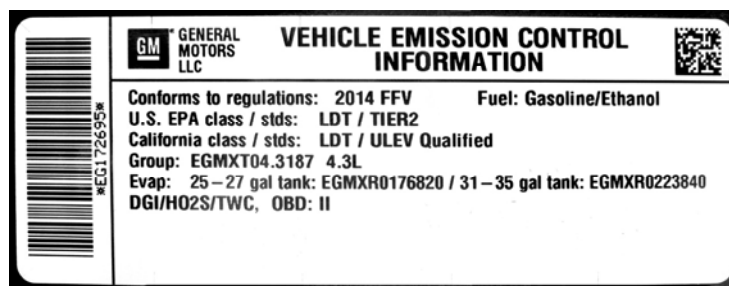 *EG172695*
GM GENERAL
MOTORS
LLC
VEHICLE EMISSION CONTROL
INFORMATION
Conforms to regulations: 2014 FFV Fuel: Gasoline/Ethanol
U.S. EPA class / stds: LDT / TIER2
California class / stds: LDT / ULEV Qualified
Group: EGMXT04.3187 4.3L
Evap: 25–27 gal tank: EGMXR0176820 / 31–35 gal tank: EGMXR0223840
DGI/HO2S/TWC, OBD: II